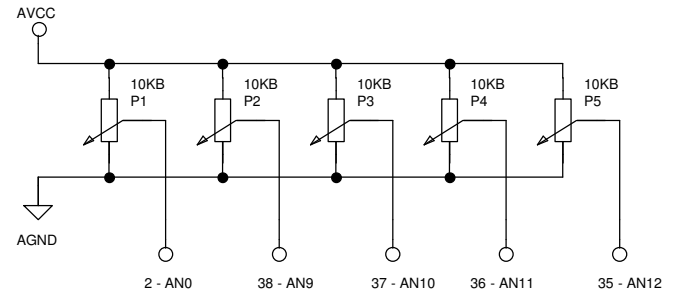 AVCC
10KB
P1
10KB
P2
10KB
P3
10KB
P4
10KB
P5
AGND
2 - AN0
38 - AN9
37 - AN10
36 - AN11
35 - AN12